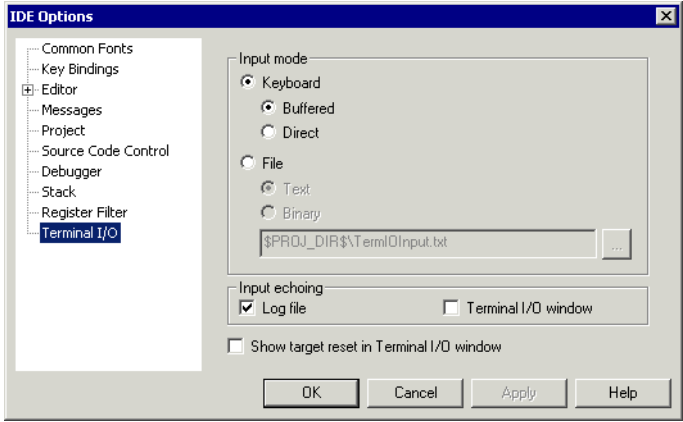 IDE Options
Common Fonts
Key Bindings
Editor
Messages
Project
Source Code Control
Debugger
Stack
Register Filter
Terminal I/O
Input mode
Keyboard
Buffered
Direct
File
Text
Binary
$PROJ_DIR$\TermIOInput.txt
...
Input echoing
Log file Terminal I/O window
Show target reset in Terminal I/O window
OK Cancel Apply Help